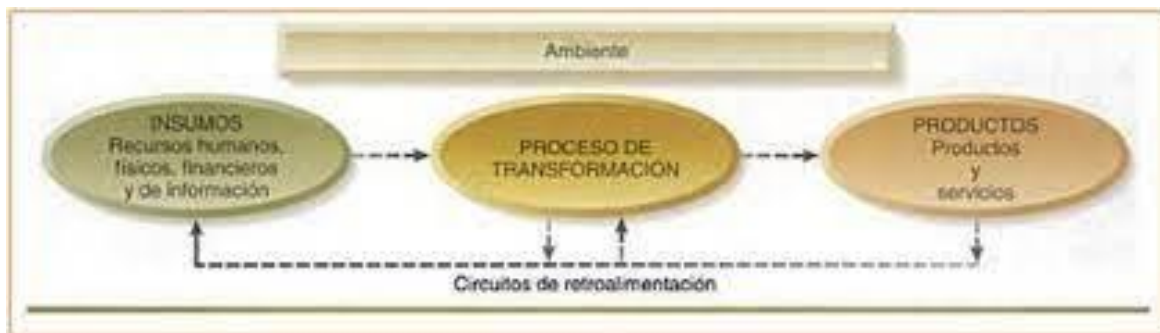 Ambiente
INSUMOS
Recursos humanos,
físicos, financieros
y de información
PROCESO DE
TRANSFORMACIÓN
PRODUCTOS
Productos
y
servicios
Circuitos de retroalimentación